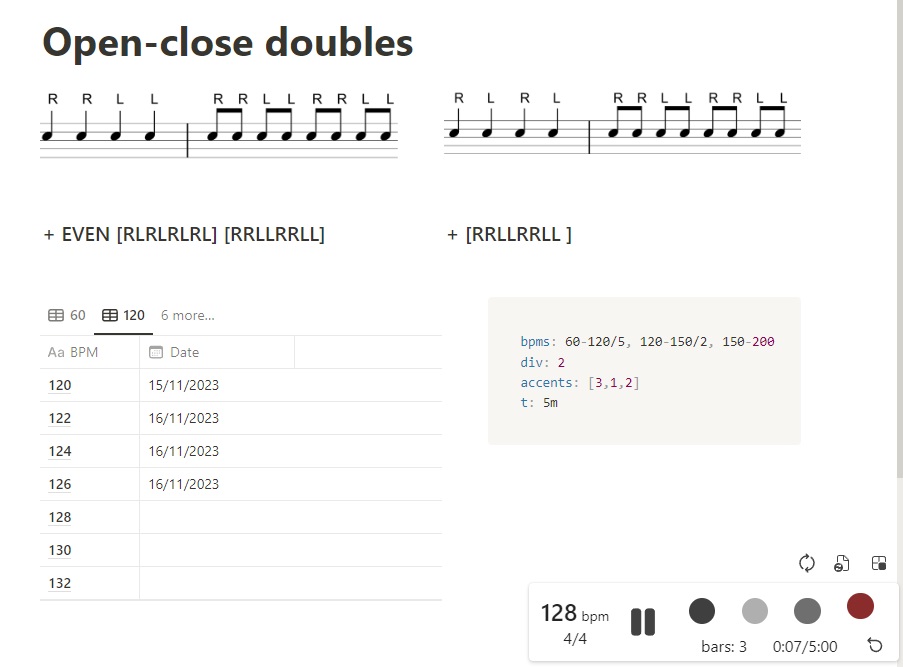 Open-close doubles
R R L L R R L L R R L L
R L R L R R L L R R L L
+ EVEN [RLRLRLRL] [RRLLRRLL]
+ [RRLLRRLL ]
60 120 6 more...
Aa BPM Date
120 15/11/2023
122 16/11/2023
124 16/11/2023
126 16/11/2023
128
130
132
bpms: 60-120/5, 120-150/2, 150-200
div: 2
accents: [3,1,2]
t: 5m
128 bpm
4/4
bars: 3 0:07/5:00